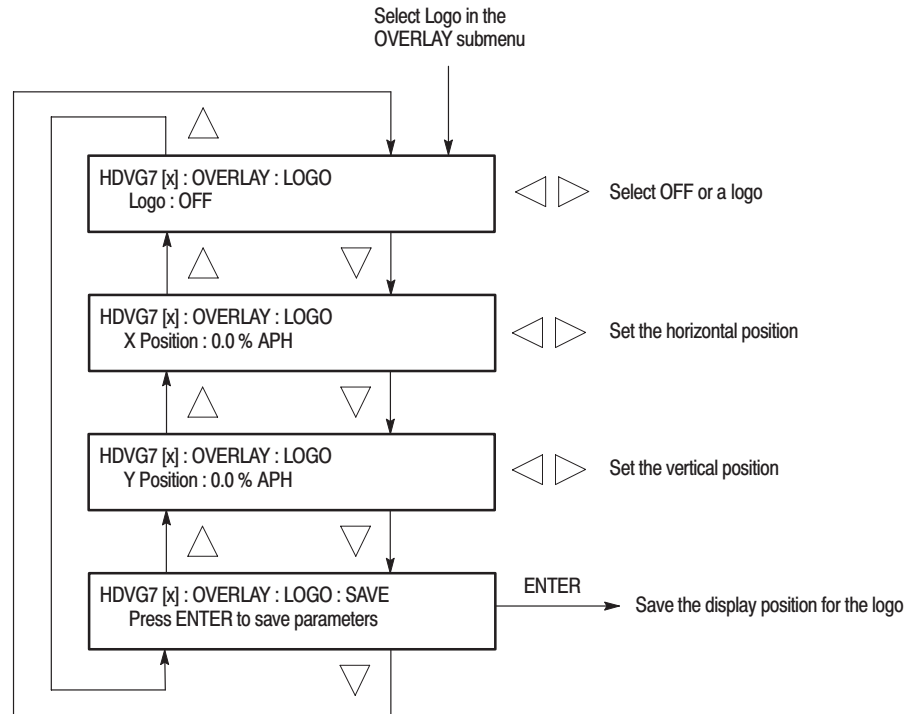 Select Logo in the
OVERLAY submenu
HDVG7 [x] : OVERLAY : LOGO
Logo : OFF
Select OFF or a logo
HDVG7 [x] : OVERLAY : LOGO
X Position : 0.0 % APH
Set the horizontal position
HDVG7 [x] : OVERLAY : LOGO
Y Position : 0.0 % APH
Set the vertical position
HDVG7 [x] : OVERLAY : LOGO : SAVE
Press ENTER to save parameters
ENTER
Save the display position for the logo